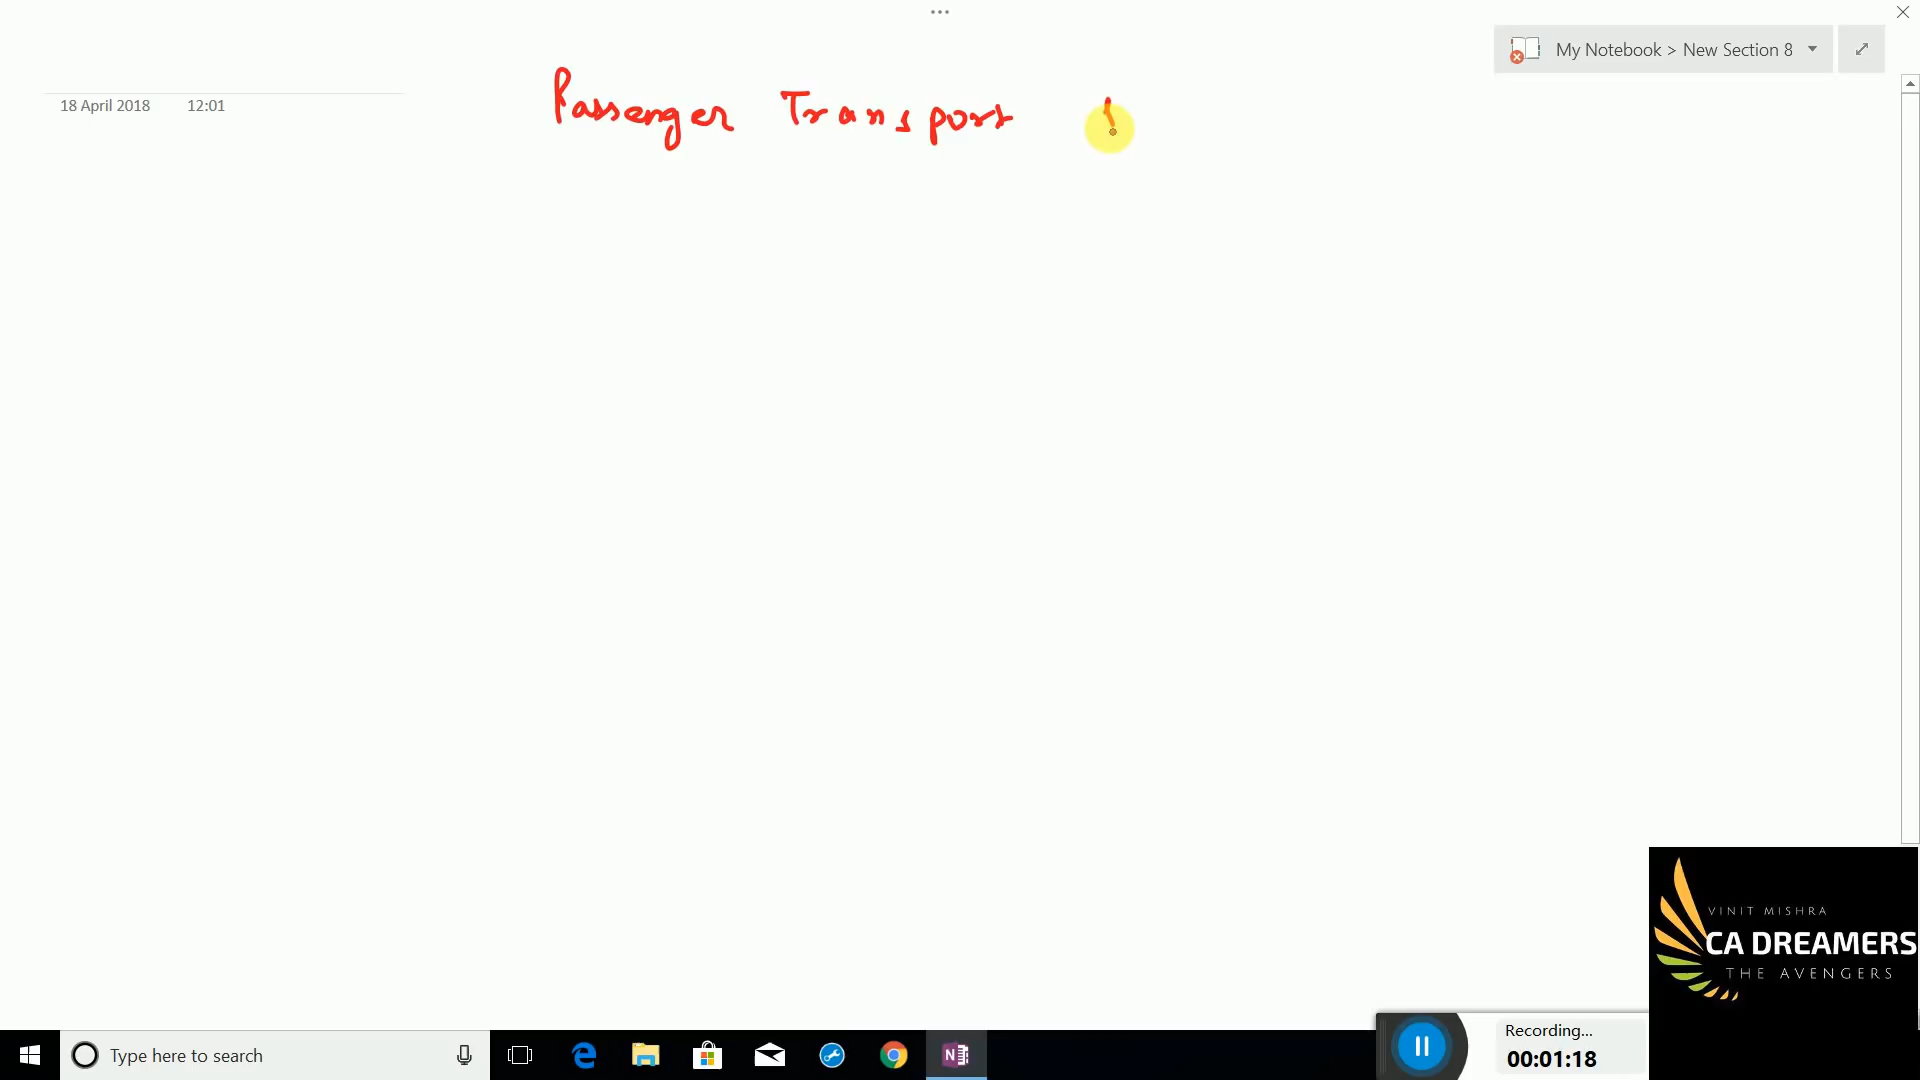 My Notebook > New Section 8
18 April 2018 12:01
Passenger Transport
VINIT MISHRA
CA DREAMERS
THE AVENGERS
Recording...
00:01:18
Type here to search